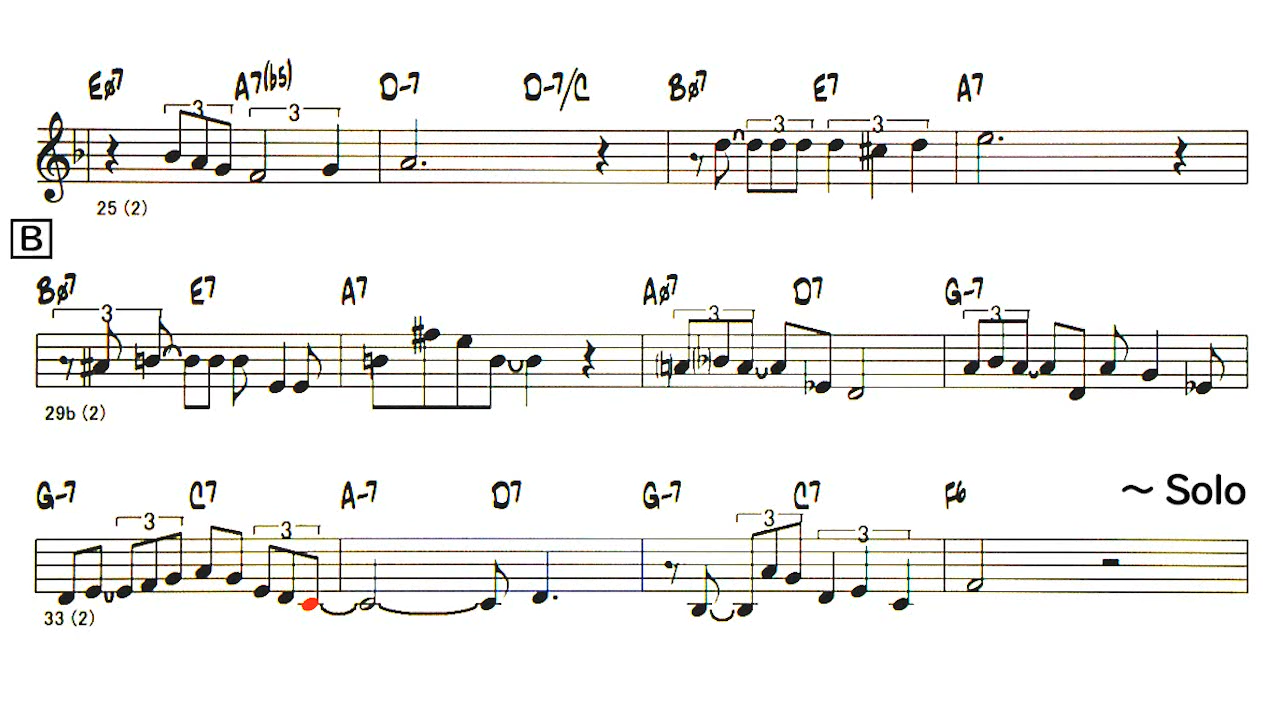 Eø7 A7(b5) D-7 D-7/C Bø7 E7 A7
3 3 3 3
25 (2)
B
Bø7 E7 A7 Aø7 D7 G-7
3 3 3
29b (2)
G-7 C7 A-7 D7 G-7 C7 F6 ~ Solo
3 3 3 3
33 (2)